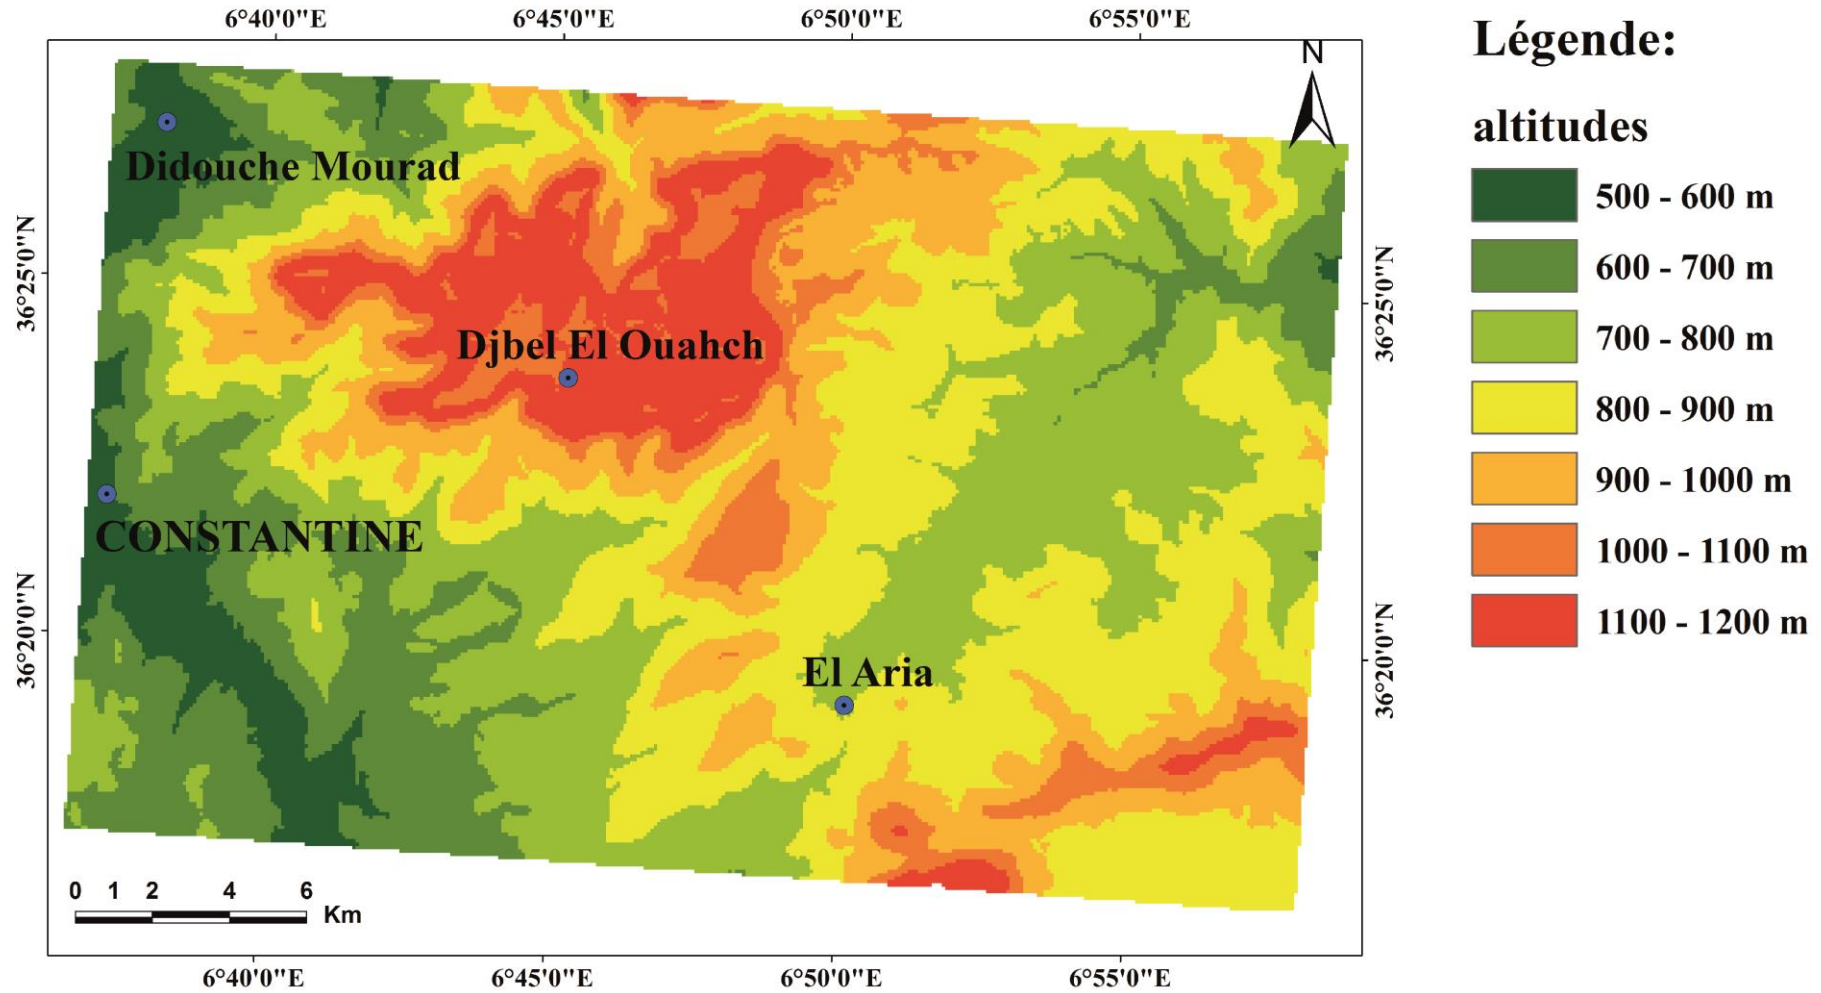 6°40'0"E 6°45'0"E 6°50'0"E 6°55'0"E
Légende:
N
altitudes
Didouche Mourad
500 - 600 m
36°25'0"N
36°25'0"N
600 - 700 m
Djbel El Ouahch
700 - 800 m
800 - 900 m
900 - 1000 m
CONSTANTINE
1000 - 1100 m
36°20'0"N
36°20'0"N
1100 - 1200 m
El Aria
0 1 2 4 6
Km
6°40'0"E 6°45'0"E 6°50'0"E 6°55'0"E